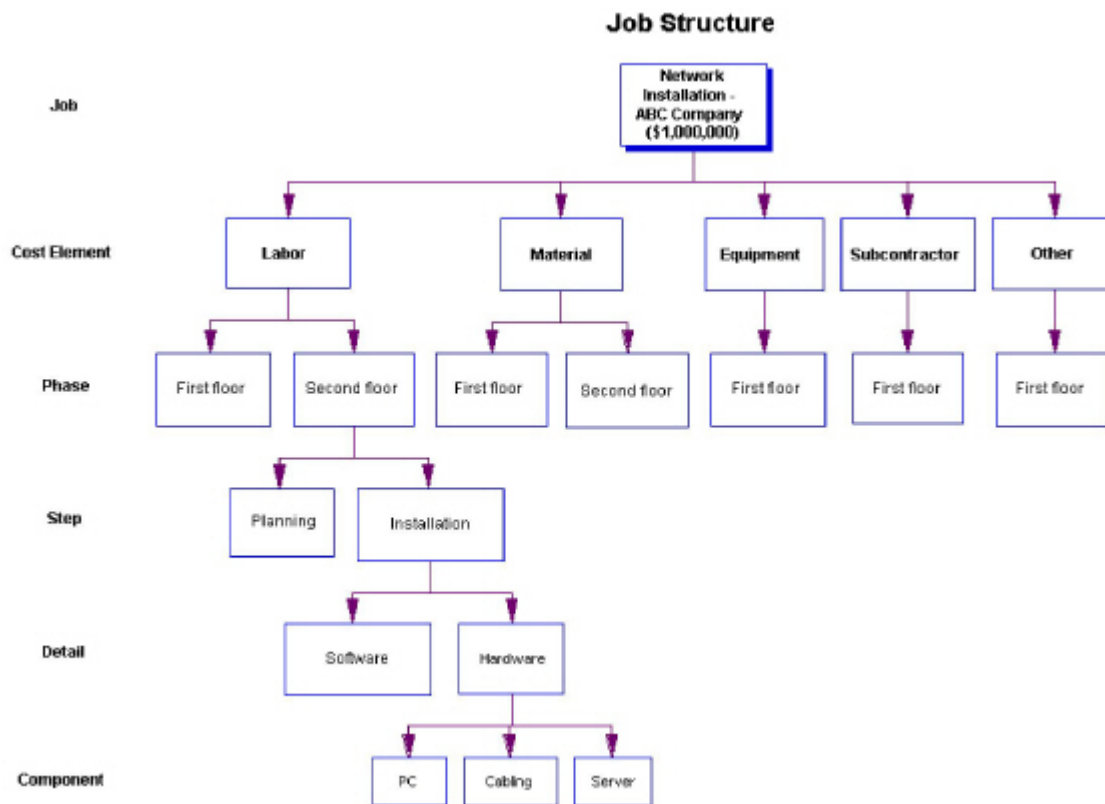 Job Structure
Job
Network
Installation -
ABC Company
($1,000,000)
Cost Element
Labor
Material
Equipment
Subcontractor
Other
Phase
First floor
Second floor
First floor
Second floor
First floor
First floor
First floor
Step
Planning
Installation
Detail
Software
Hardware
Component
PC
Cabling
Server